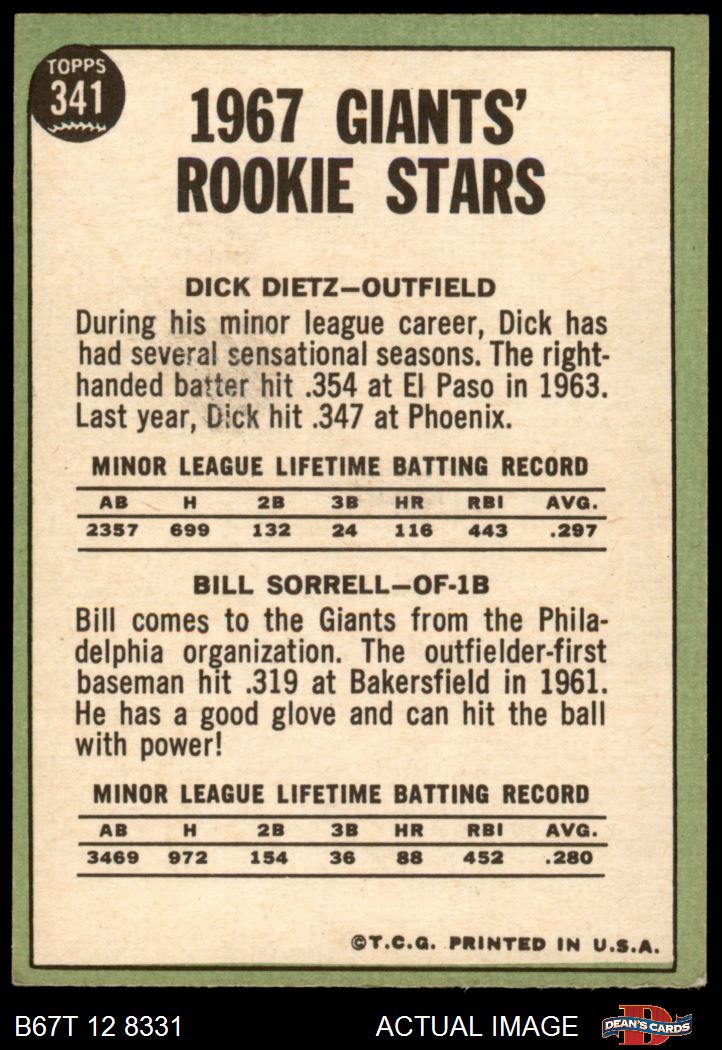 TOPPS
341
1967 GIANTS'
ROOKIE STARS
DICK DIETZ—OUTFIELD
During his minor league career, Dick has
had several sensational seasons. The right-
handed batter hit .354 at El Paso in 1963.
Last year, Dick hit .347 at Phoenix.
MINOR LEAGUE LIFETIME BATTING RECORD
AB H 2B 3B HR RBI AVG.
2357 699 132 24 116 443 .297
BILL SORRELL—OF-1B
Bill comes to the Giants from the Phila-
delphia organization. The outfielder-first
baseman hit .319 at Bakersfield in 1961.
He has a good glove and can hit the ball
with power!
MINOR LEAGUE LIFETIME BATTING RECORD
AB H 2B 3B HR RBI AVG.
3469 972 154 36 88 452 .280
©T.C.G. PRINTED IN U.S.A.
B67T 12 8331 ACTUAL IMAGE DEAN'S CARDS